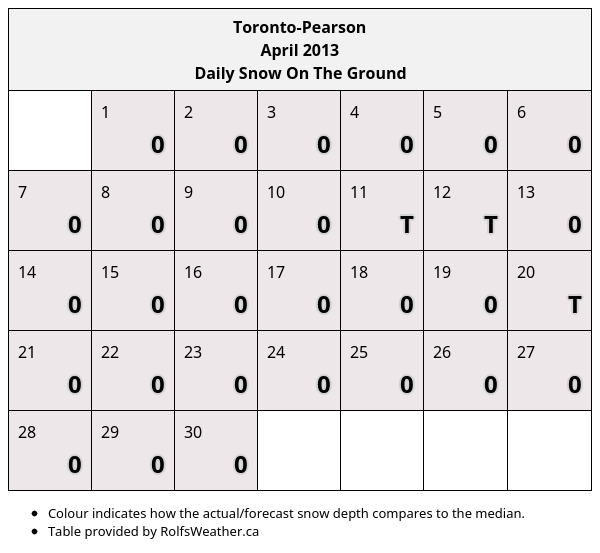 Toronto-Pearson
April 2013
Daily Snow On The Ground
1 2 3 4 5 6
0 0 0 0 0 0
7 8 9 10 11 12 13
0 0 0 0 T T 0
14 15 16 17 18 19 20
0 0 0 0 0 0 T
21 22 23 24 25 26 27
0 0 0 0 0 0 0
28 29 30
0 0 0
• Colour indicates how the actual/forecast snow depth compares to the median.
• Table provided by RolfsWeather.ca